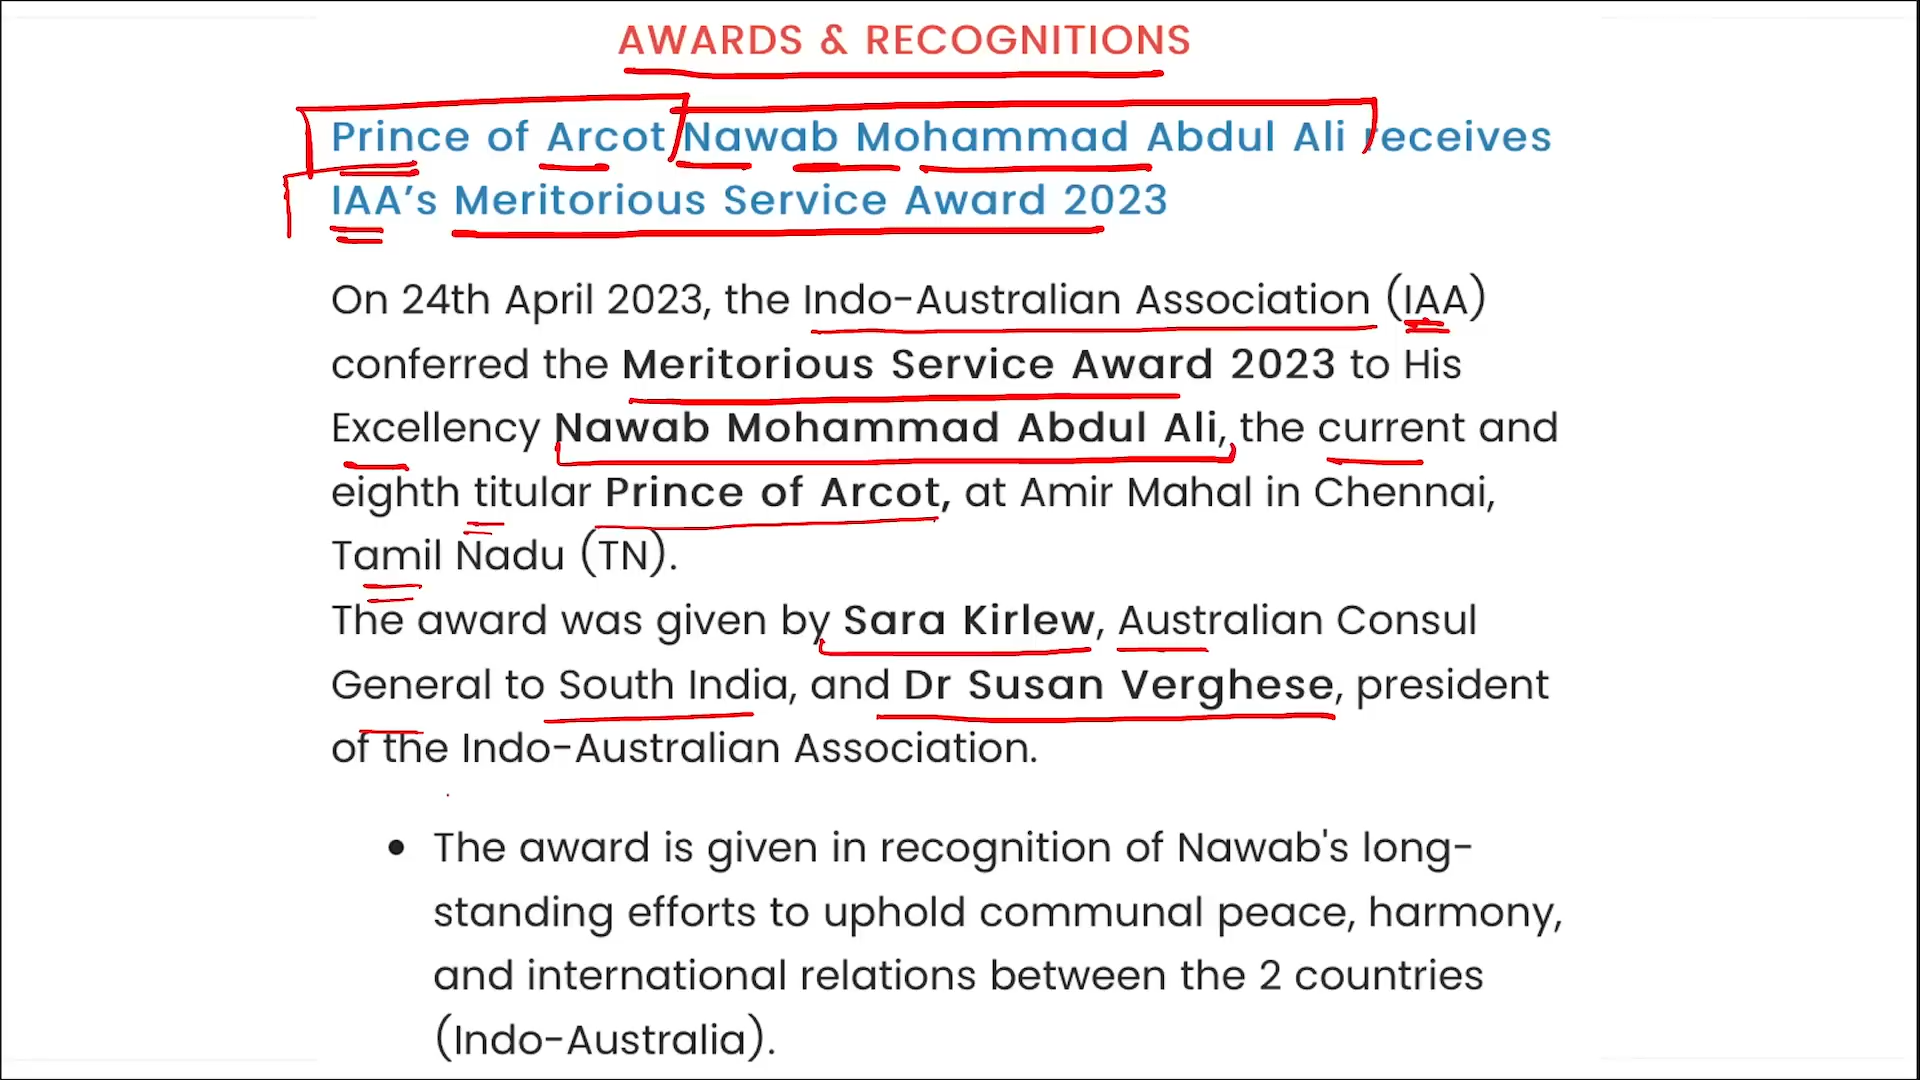 AWARDS & RECOGNITIONS
Prince of Arcot Nawab Mohammad Abdul Ali receives
IAA’s Meritorious Service Award 2023
On 24th April 2023, the Indo-Australian Association (IAA)
conferred the Meritorious Service Award 2023 to His
Excellency Nawab Mohammad Abdul Ali, the current and
eighth titular Prince of Arcot, at Amir Mahal in Chennai,
Tamil Nadu (TN).
The award was given by Sara Kirlew, Australian Consul
General to South India, and Dr Susan Verghese, president
of the Indo-Australian Association.
• The award is given in recognition of Nawab's long-
standing efforts to uphold communal peace, harmony,
and international relations between the 2 countries
(Indo-Australia).